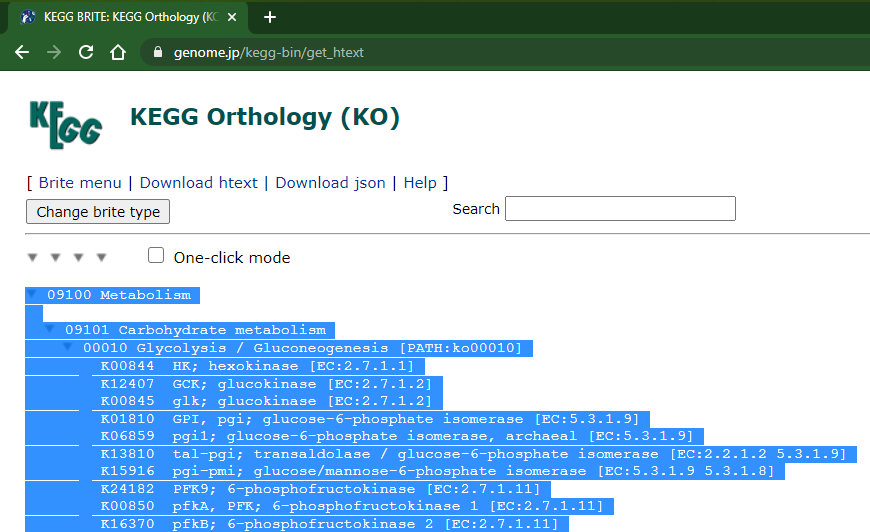 KEGG BRITE: KEGG Orthology (KO
genome.jp/kegg-bin/get_htext
KEGG
KEGG Orthology (KO)
[ Brite menu | Download htext | Download json | Help ]
Change brite type
Search
One-click mode
09100 Metabolism
09101 Carbohydrate metabolism
00010 Glycolysis / Gluconeogenesis [PATH:ko00010]
K00844 HK; hexokinase [EC:2.7.1.1]
K12407 GCK; glucokinase [EC:2.7.1.2]
K00845 glk; glucokinase [EC:2.7.1.2]
K01810 GPI, pgi; glucose-6-phosphate isomerase [EC:5.3.1.9]
K06859 pgi1; glucose-6-phosphate isomerase, archaeal [EC:5.3.1.9]
K13810 tal-pgi; transaldolase / glucose-6-phosphate isomerase [EC:2.2.1.2 5.3.1.9]
K15916 pgi-pmi; glucose/mannose-6-phosphate isomerase [EC:5.3.1.9 5.3.1.8]
K24182 PFK9; 6-phosphofructokinase [EC:2.7.1.11]
K00850 pfkA, PFK; 6-phosphofructokinase 1 [EC:2.7.1.11]
K16370 pfkB; 6-phosphofructokinase 2 [EC:2.7.1.11]